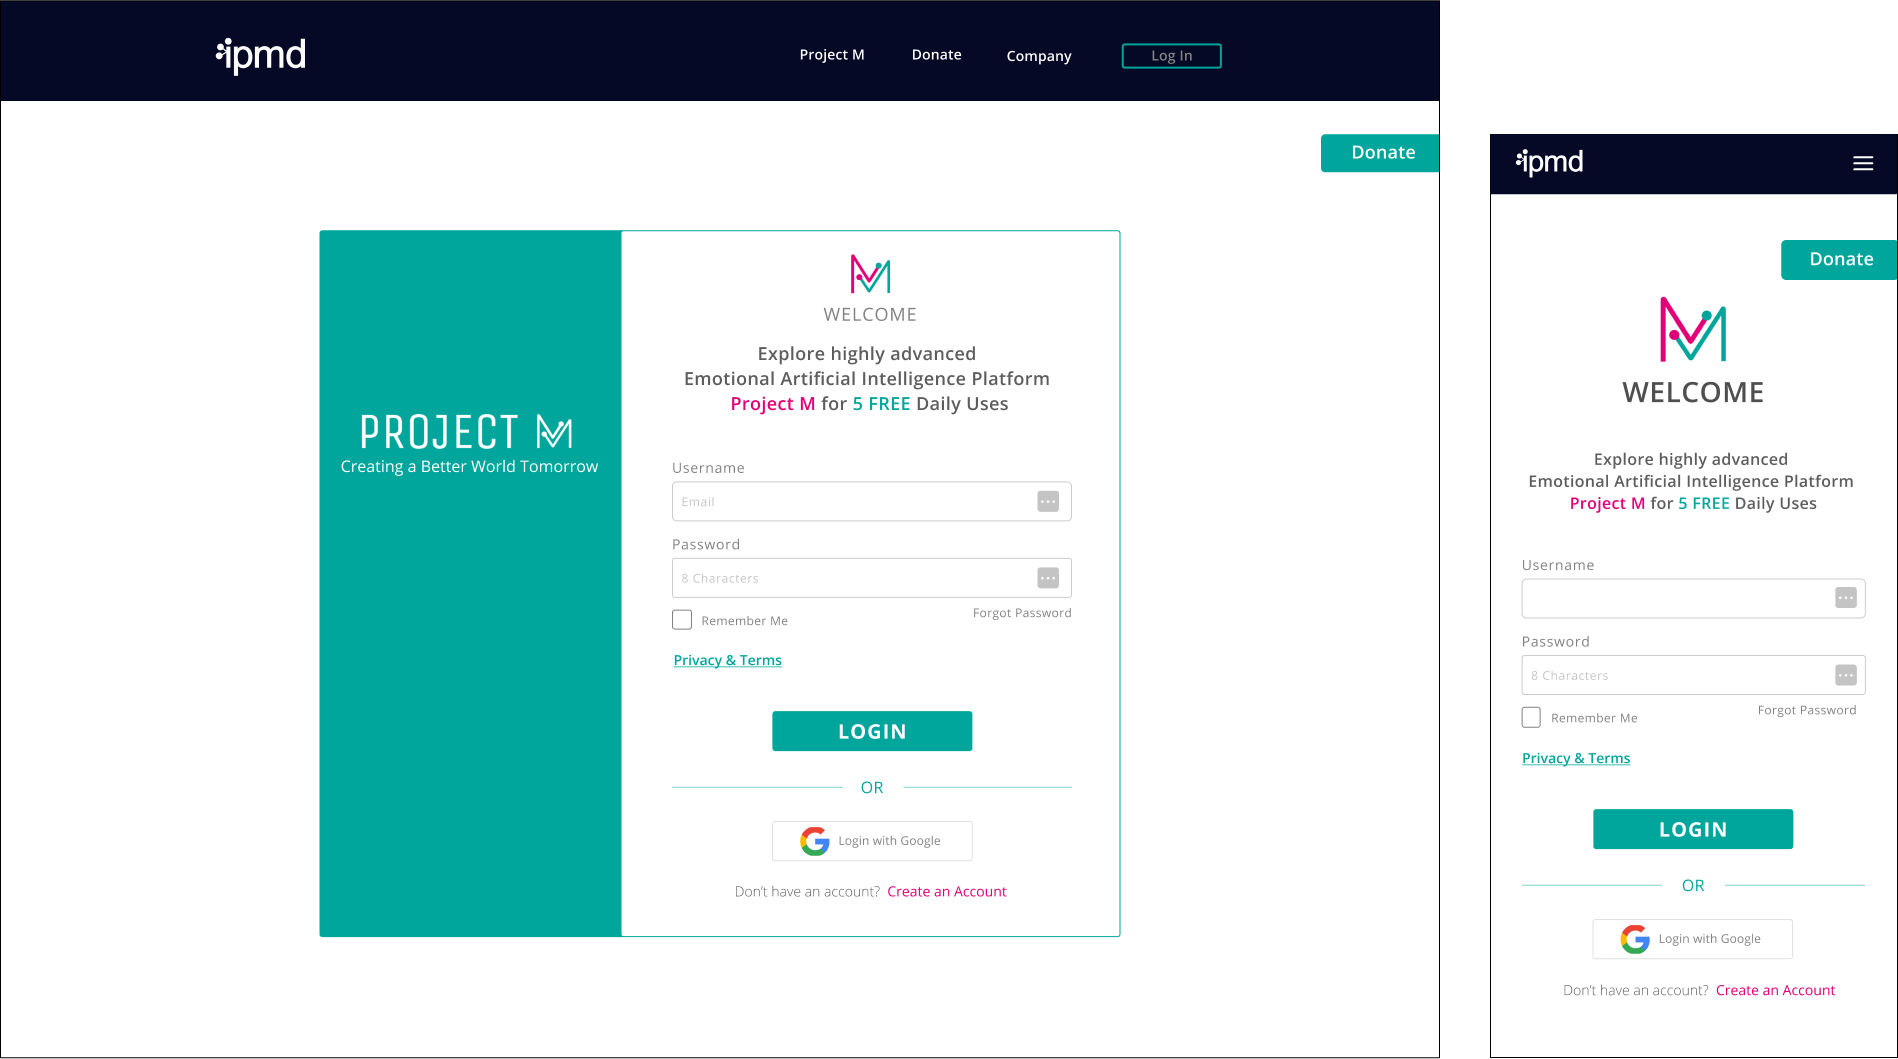 ipmd
Project M
Donate
Company
Log In
Donate
PROJECT M
Creating a Better World Tomorrow
WELCOME
Explore highly advanced
Emotional Artificial Intelligence Platform
Project M for 5 FREE Daily Uses
Username
Email
Password
8 Characters
Remember Me
Forgot Password
Privacy & Terms
LOGIN
OR
Login with Google
Don't have an account? Create an Account
ipmd
Donate
WELCOME
Explore highly advanced
Emotional Artificial Intelligence Platform
Project M for 5 FREE Daily Uses
Username
Password
8 Characters
Remember Me
Forgot Password
Privacy & Terms
LOGIN
OR
Login with Google
Don't have an account? Create an Account